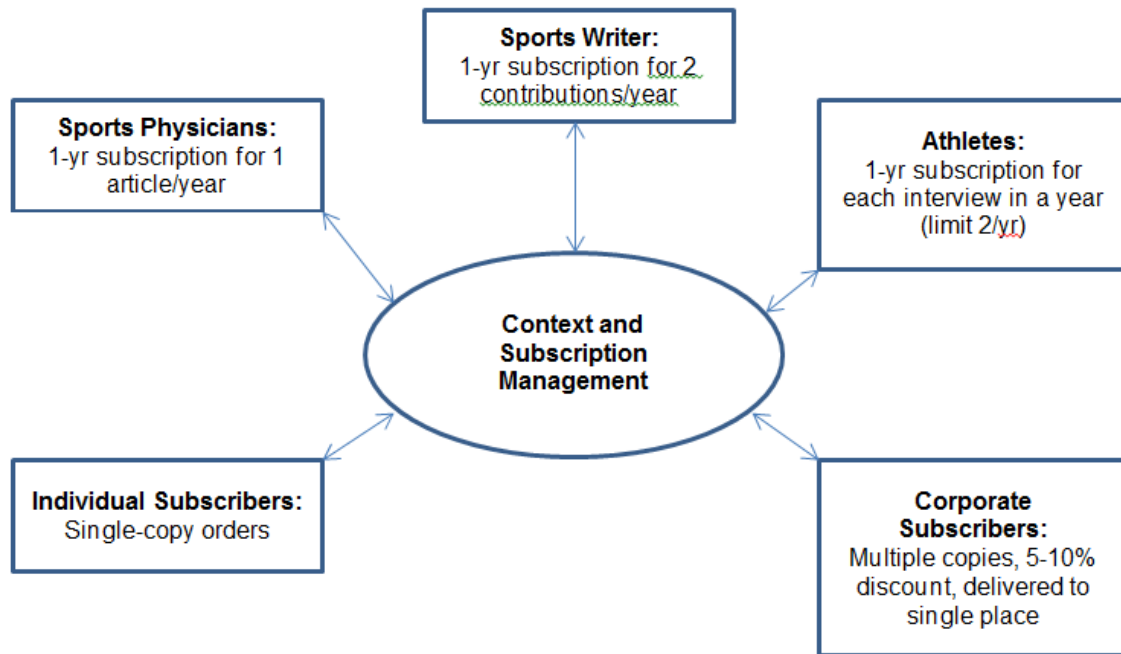 Sports Writer:
1-yr subscription for 2
contributions/year
Sports Physicians:
1-yr subscription for 1
article/year
Athletes:
1-yr subscription for
each interview in a year
(limit 2/yr)
Context and
Subscription
Management
Individual Subscribers:
Single-copy orders
Corporate
Subscribers:
Multiple copies, 5-10%
discount, delivered to
single place